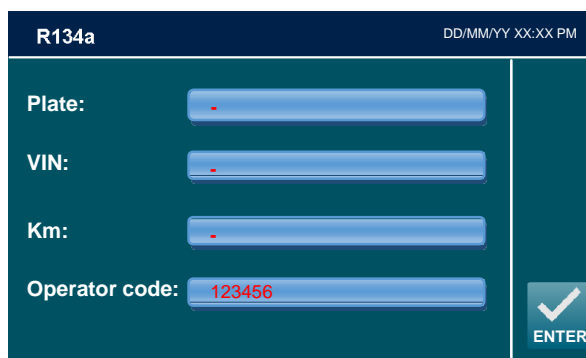 R134a DD/MM/YY XX:XX PM
Plate: -
VIN: -
Km: -
Operator code: 123456
ENTER